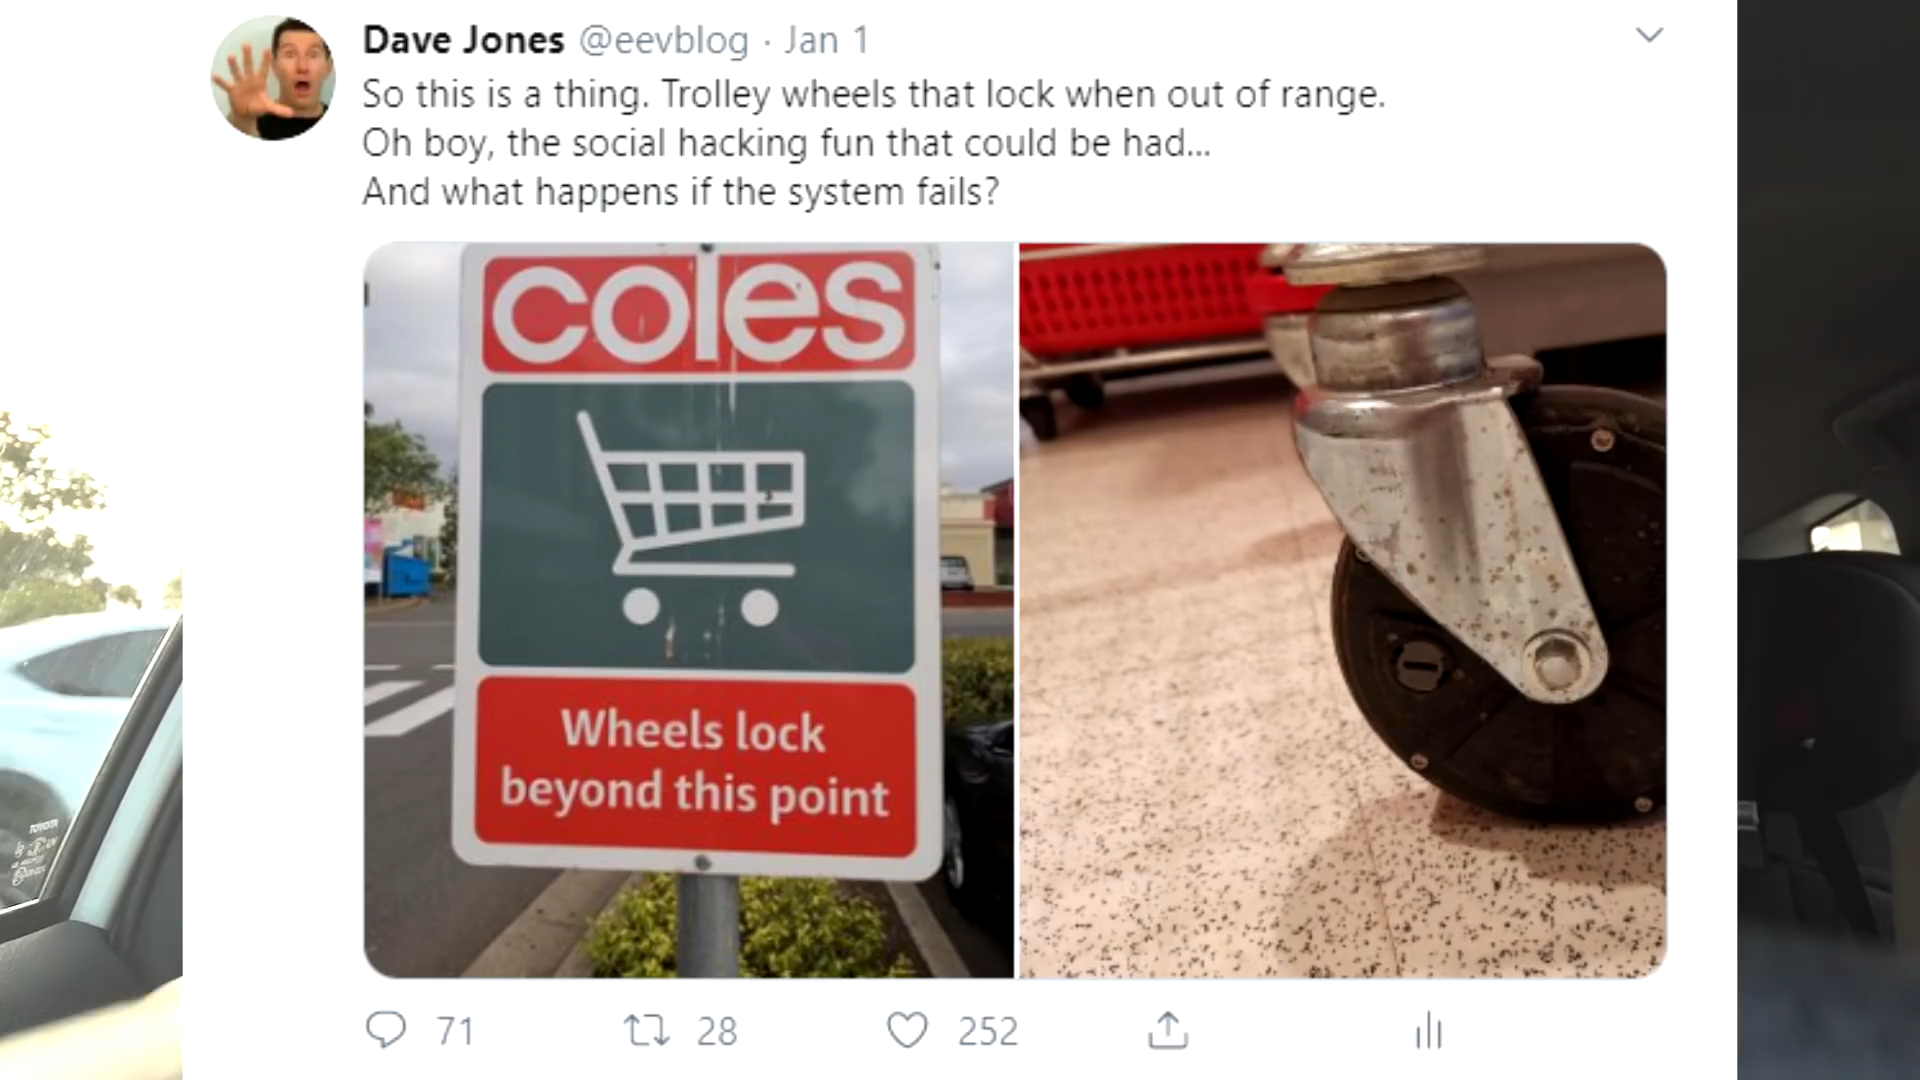 Dave Jones @eevblog · Jan 1
So this is a thing. Trolley wheels that lock when out of range.
Oh boy, the social hacking fun that could be had...
And what happens if the system fails?
coles
Wheels lock
beyond this point
71 28 252
TOYOTA